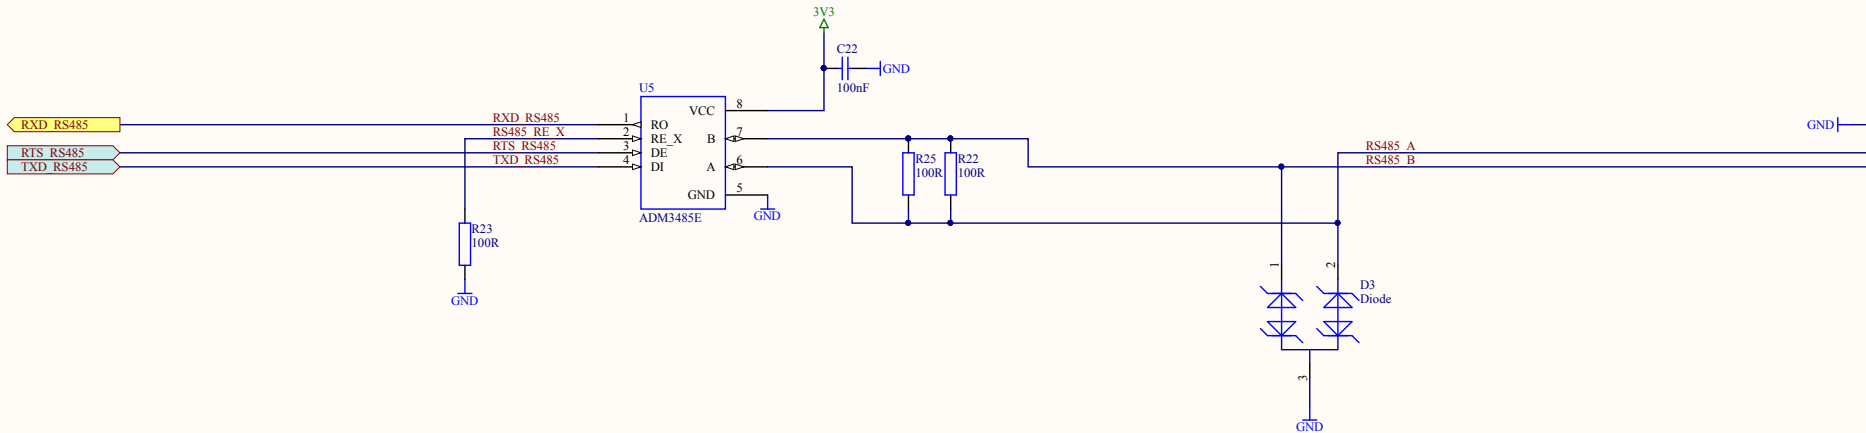 3V3
C22
GND
100nF
U5
VCC
8
RXD_RS485
RXD_RS485
1
RO
GND
RS485_RE_X
2
RE_X
B
7
RTS_RS485
RTS_RS485
3
DE
RS485_A
TXD_RS485
TXD_RS485
4
DI
A
6
R25
100R
R22
100R
RS485_B
GND
5
GND
ADM3485E
R23
100R
GND
1
2
D3
Diode
3
GND